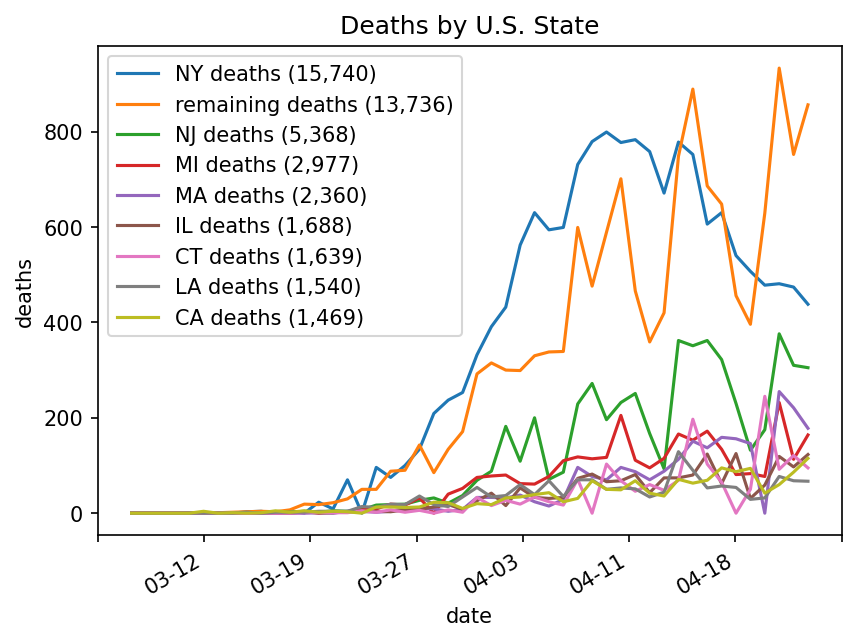 Deaths by U.S. State
NY deaths (15,740)
remaining deaths (13,736)
NJ deaths (5,368)
MI deaths (2,977)
MA deaths (2,360)
IL deaths (1,688)
CT deaths (1,639)
LA deaths (1,540)
CA deaths (1,469)
deaths
800
600
400
200
0
03-12
03-19
03-27
04-03
04-11
04-18
date